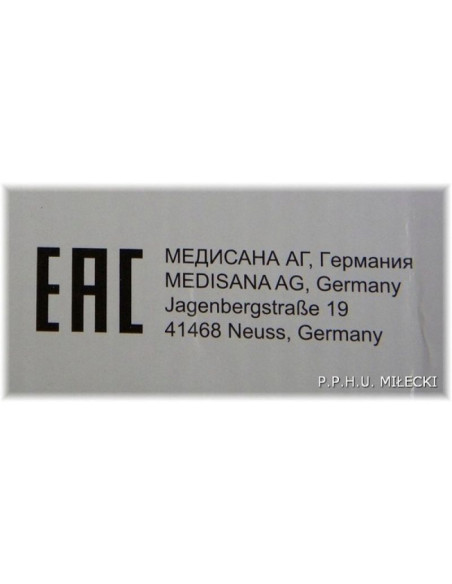 EAC
МЕДИСАНА АГ, Германия
MEDISANA AG, Germany
Jagenbergstraße 19
41468 Neuss, Germany
P.P.H.U. MIŁECKI